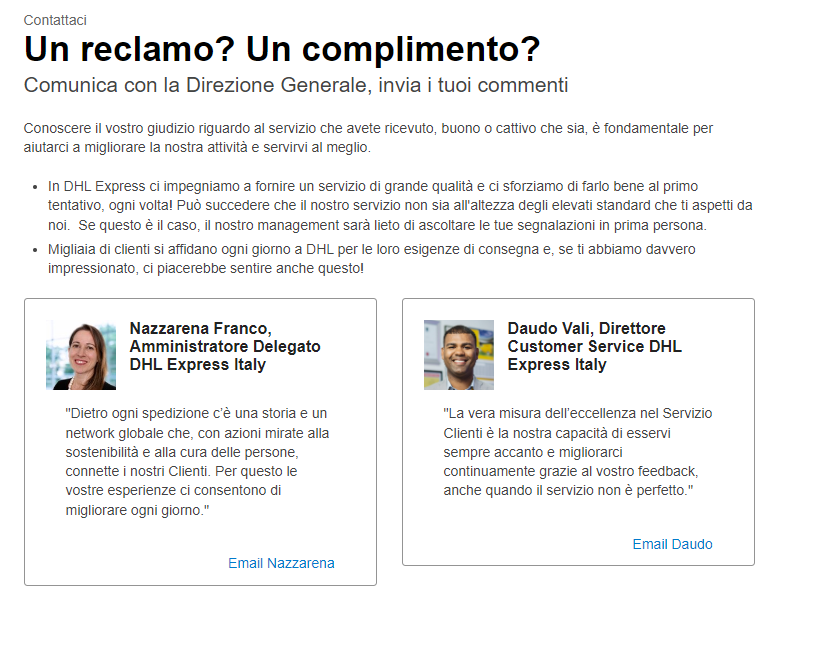 Contattaci
Un reclamo? Un complimento?
Comunica con la Direzione Generale, invia i tuoi commenti
Conoscere il vostro giudizio riguardo al servizio che avete ricevuto, buono o cattivo che sia, è fondamentale per
aiutarci a migliorare la nostra attività e servirvi al meglio.
• In DHL Express ci impegniamo a fornire un servizio di grande qualità e ci sforziamo di farlo bene al primo
tentativo, ogni volta! Può succedere che il nostro servizio non sia all'altezza degli elevati standard che ti aspetti da
noi.  Se questo è il caso, il nostro management sarà lieto di ascoltare le tue segnalazioni in prima persona.
• Migliaia di clienti si affidano ogni giorno a DHL per le loro esigenze di consegna e, se ti abbiamo davvero
impressionato, ci piacerebbe sentire anche questo!
Nazzarena Franco,
Amministratore Delegato
DHL Express Italy
"Dietro ogni spedizione c’è una storia e un
network globale che, con azioni mirate alla
sostenibilità e alla cura delle persone,
connette i nostri Clienti. Per questo le
vostre esperienze ci consentono di
migliorare ogni giorno."
Email Nazzarena
Daudo Vali, Direttore
Customer Service DHL
Express Italy
"La vera misura dell’eccellenza nel Servizio
Clienti è la nostra capacità di esservi
sempre accanto e migliorarci
continuamente grazie al vostro feedback,
anche quando il servizio non è perfetto."
Email Daudo